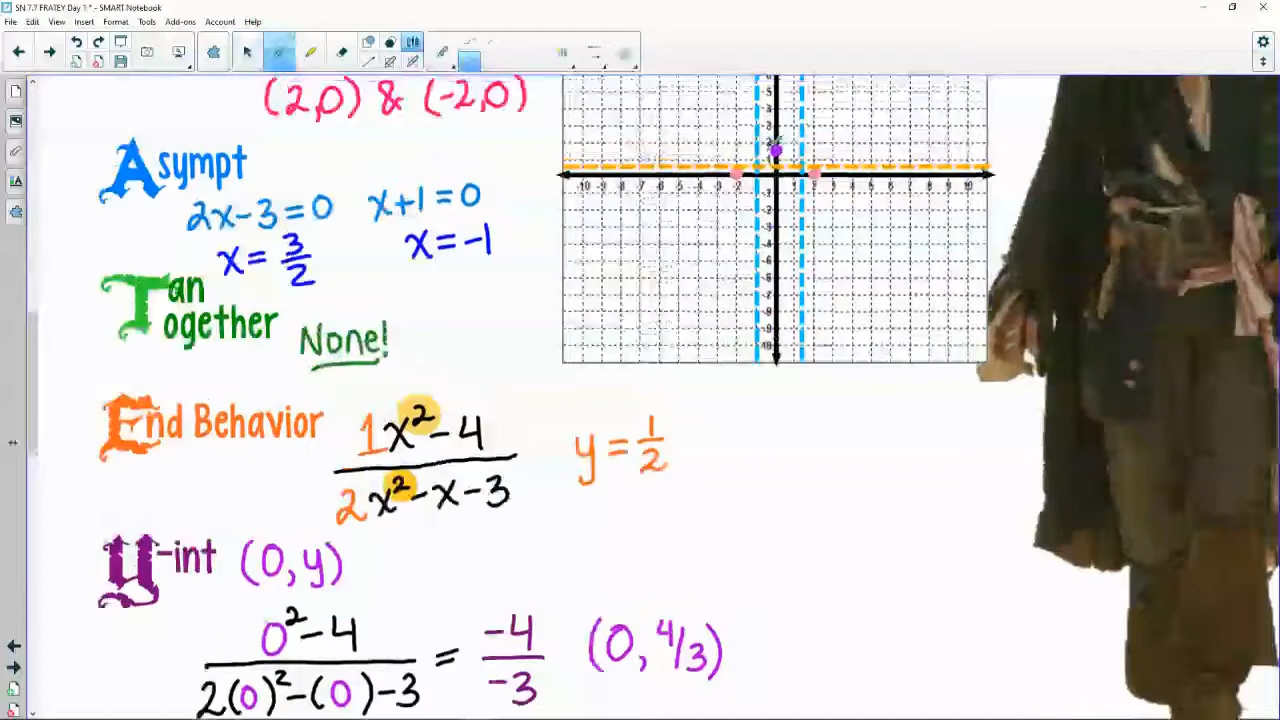 SN 7.7 FRATEY Day 1.* - SMART Notebook
File Edit View Insert Format Tools Add-ons Account Help
(2,0) & (-2,0)
Asympt
2x-3=0 x+1=0
x = 3/2 x = -1
Tan
Together
None!
End Behavior
1x²-4
2x²-x-3
y = 1/2
Y-int (0, y)
0²-4
2(0)²-(0)-3
= -4/-3 (0, 4/3)